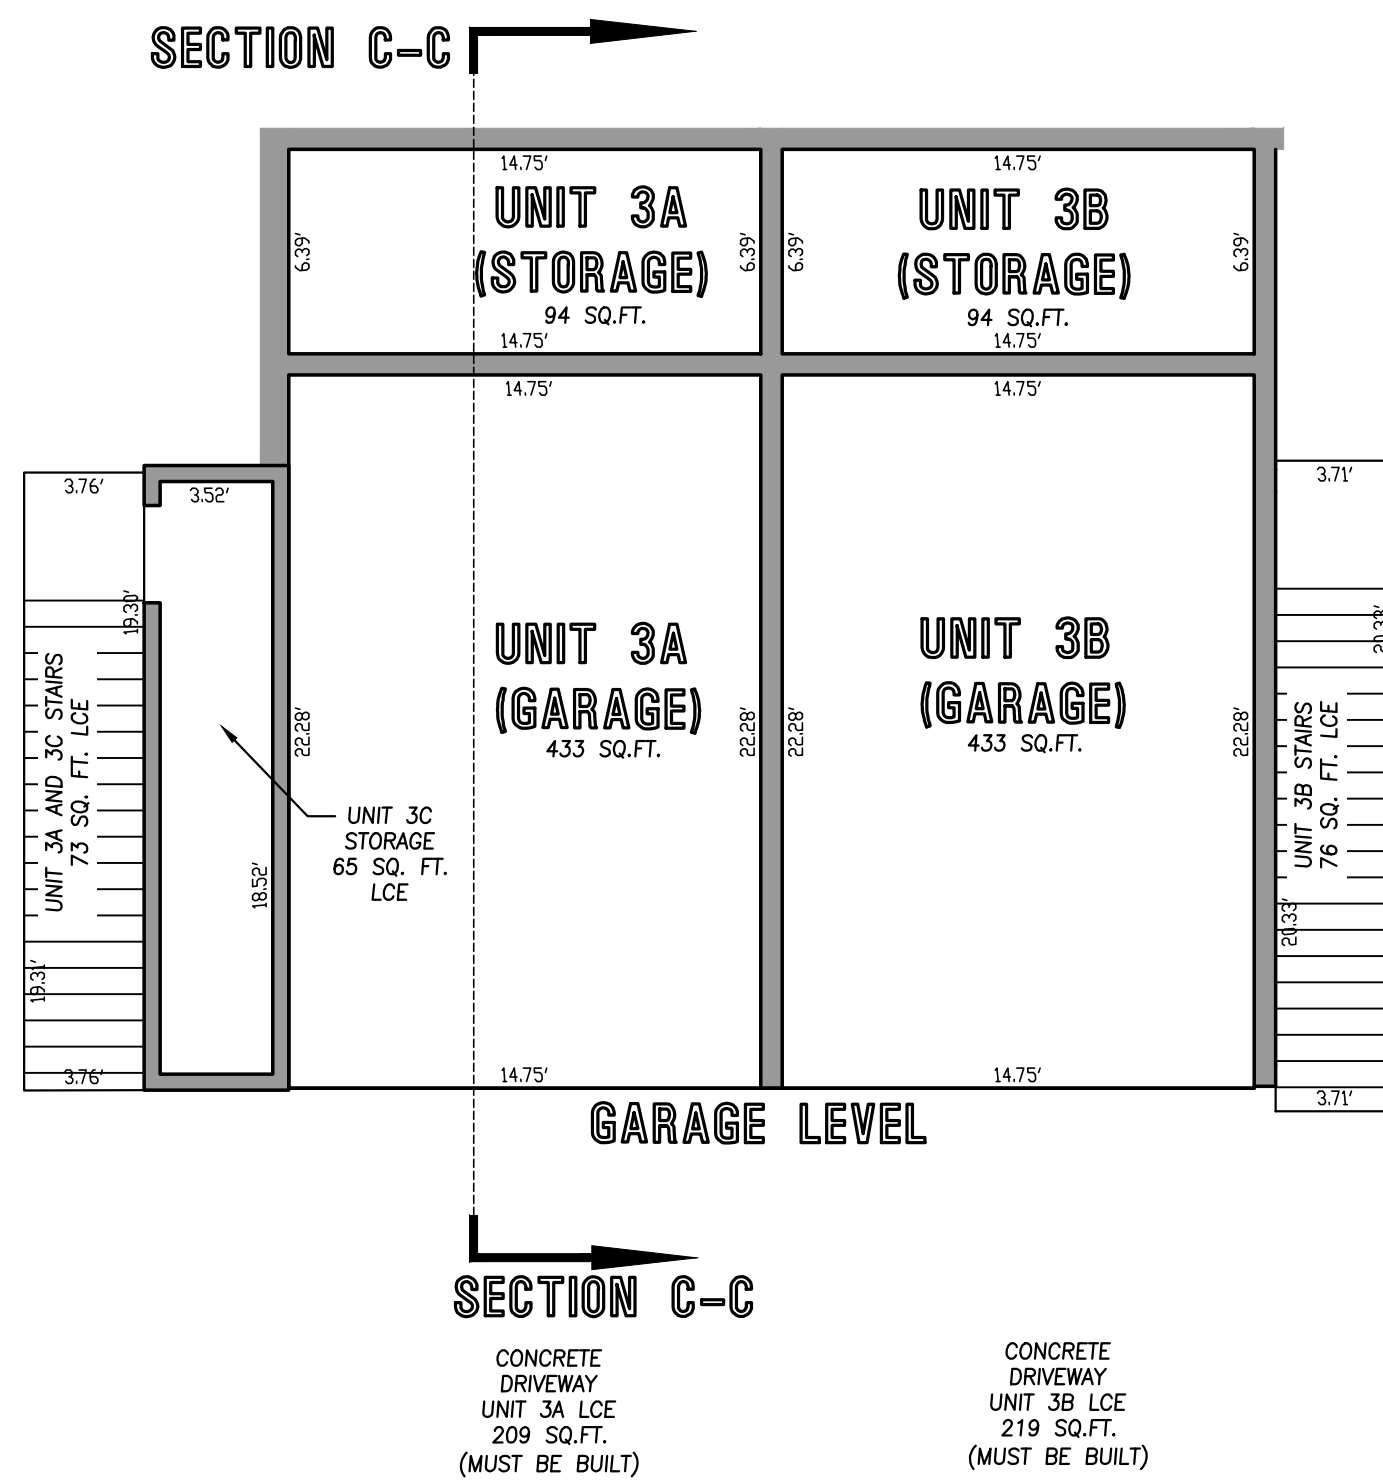 SECTION C-C
14.75'
14.75'
UNIT 3A
(STORAGE)
94 SQ.FT.
6.39'
6.39'
14.75'
UNIT 3B
(STORAGE)
94 SQ.FT.
6.39'
6.39'
14.75'
14.75'
14.75'
3.76'
3.52'
3.71'
19.30'
20.33'
UNIT 3A AND 3C STAIRS
73 SQ. FT. LCE
19.31'
3.76'
18.52'
UNIT 3C
STORAGE
65 SQ. FT.
LCE
22.28'
UNIT 3A
(GARAGE)
433 SQ.FT.
22.28'
22.28'
UNIT 3B
(GARAGE)
433 SQ.FT.
22.28'
UNIT 3B STAIRS
76 SQ. FT. LCE
20.33'
14.75'
14.75'
3.71'
GARAGE LEVEL
SECTION C-C
CONCRETE
DRIVEWAY
UNIT 3A LCE
209 SQ.FT.
(MUST BE BUILT)
CONCRETE
DRIVEWAY
UNIT 3B LCE
219 SQ.FT.
(MUST BE BUILT)